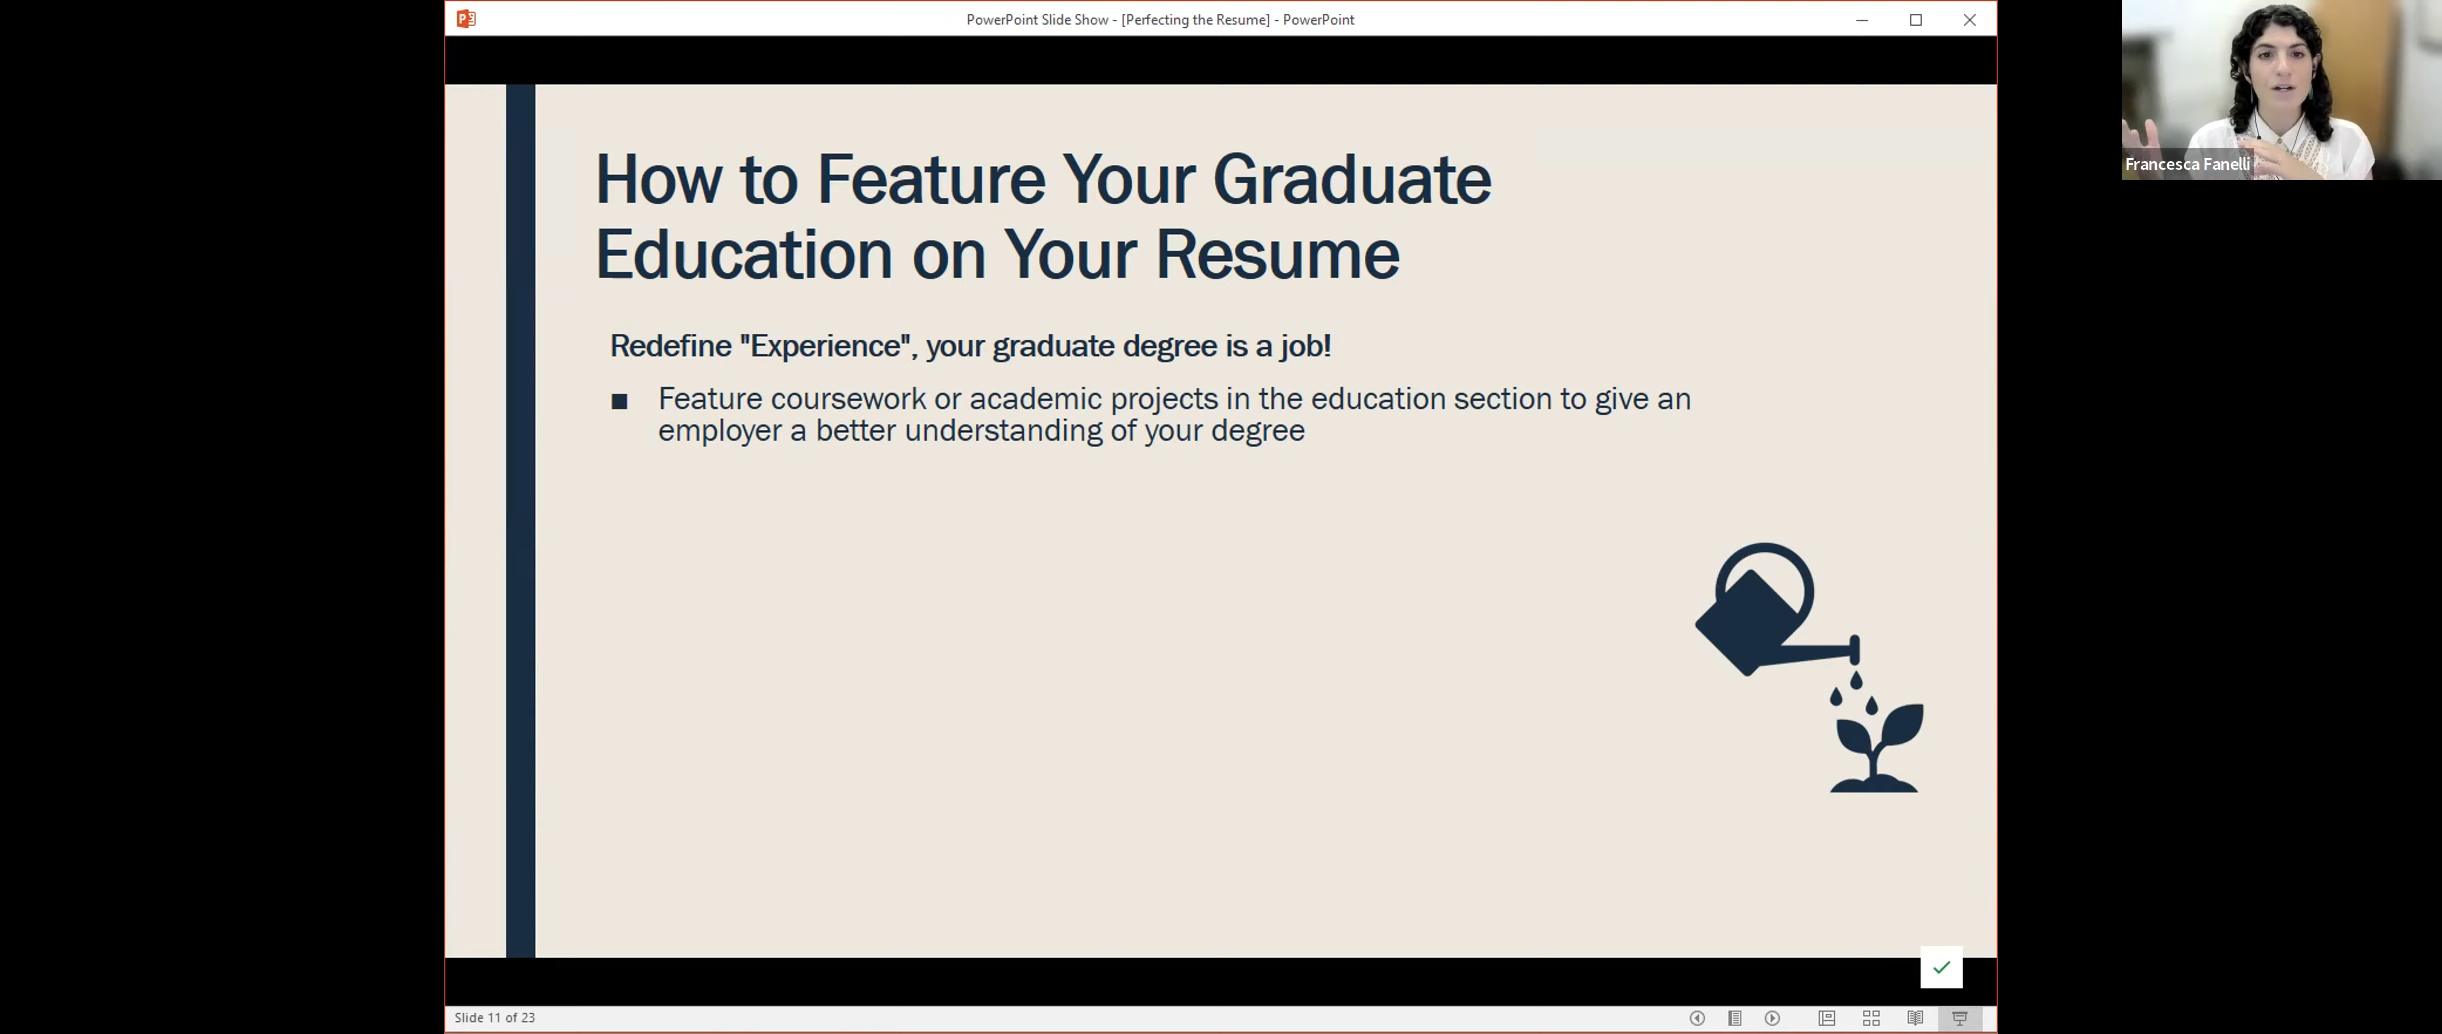 PowerPoint Slide Show - [Perfecting the Resume] - PowerPoint
Francesca Fanelli
How to Feature Your Graduate
Education on Your Resume
Redefine "Experience", your graduate degree is a job!
■ Feature coursework or academic projects in the education section to give an
employer a better understanding of your degree
Slide 11 of 23